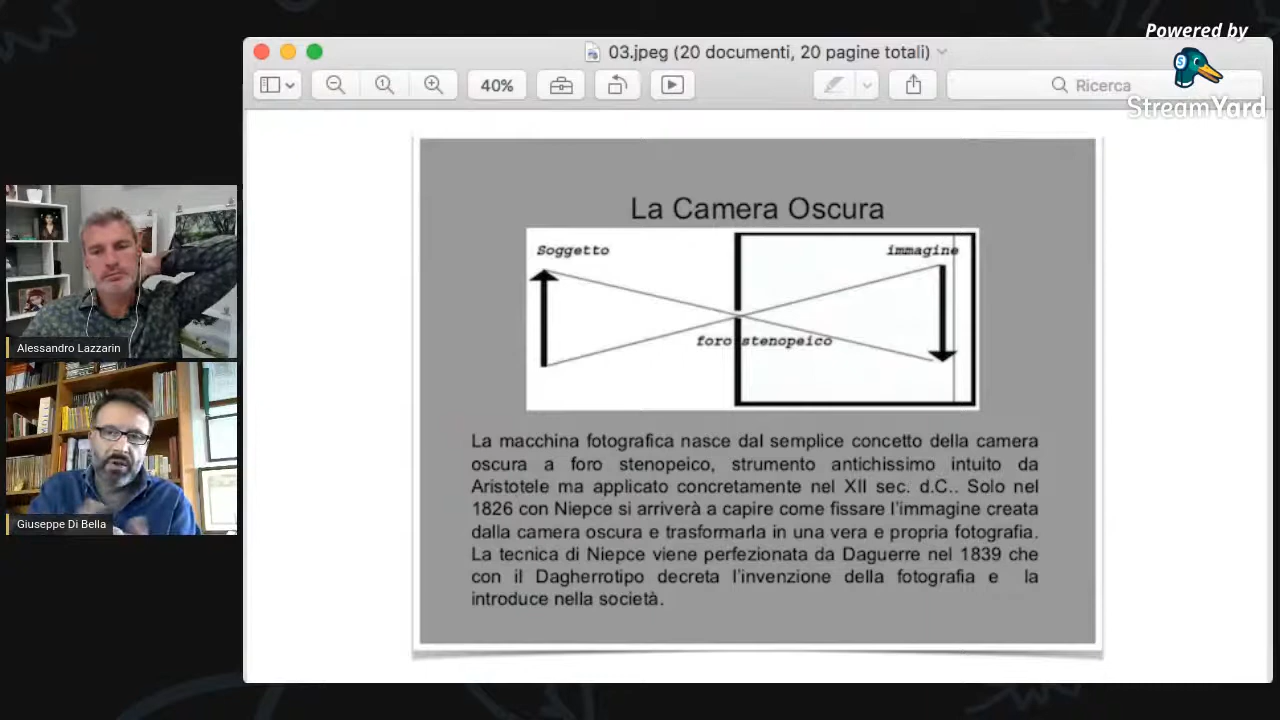 Powered by
StreamYard
03.jpeg (20 documenti, 20 pagine totali)
40%
Ricerca
La Camera Oscura
Soggetto
immagine
foro stenopeico
La macchina fotografica nasce dal semplice concetto della camera
oscura a foro stenopeico, strumento antichissimo intuito da
Aristotele ma applicato concretamente nel XII sec. d.C.. Solo nel
1826 con Niepce si arriverà a capire come fissare l'immagine creata
dalla camera oscura e trasformarla in una vera e propria fotografia.
La tecnica di Niepce viene perfezionata da Daguerre nel 1839 che
con il Dagherrotipo decreta l'invenzione della fotografia e la
introduce nella società.
Alessandro Lazzarin
Giuseppe Di Bella